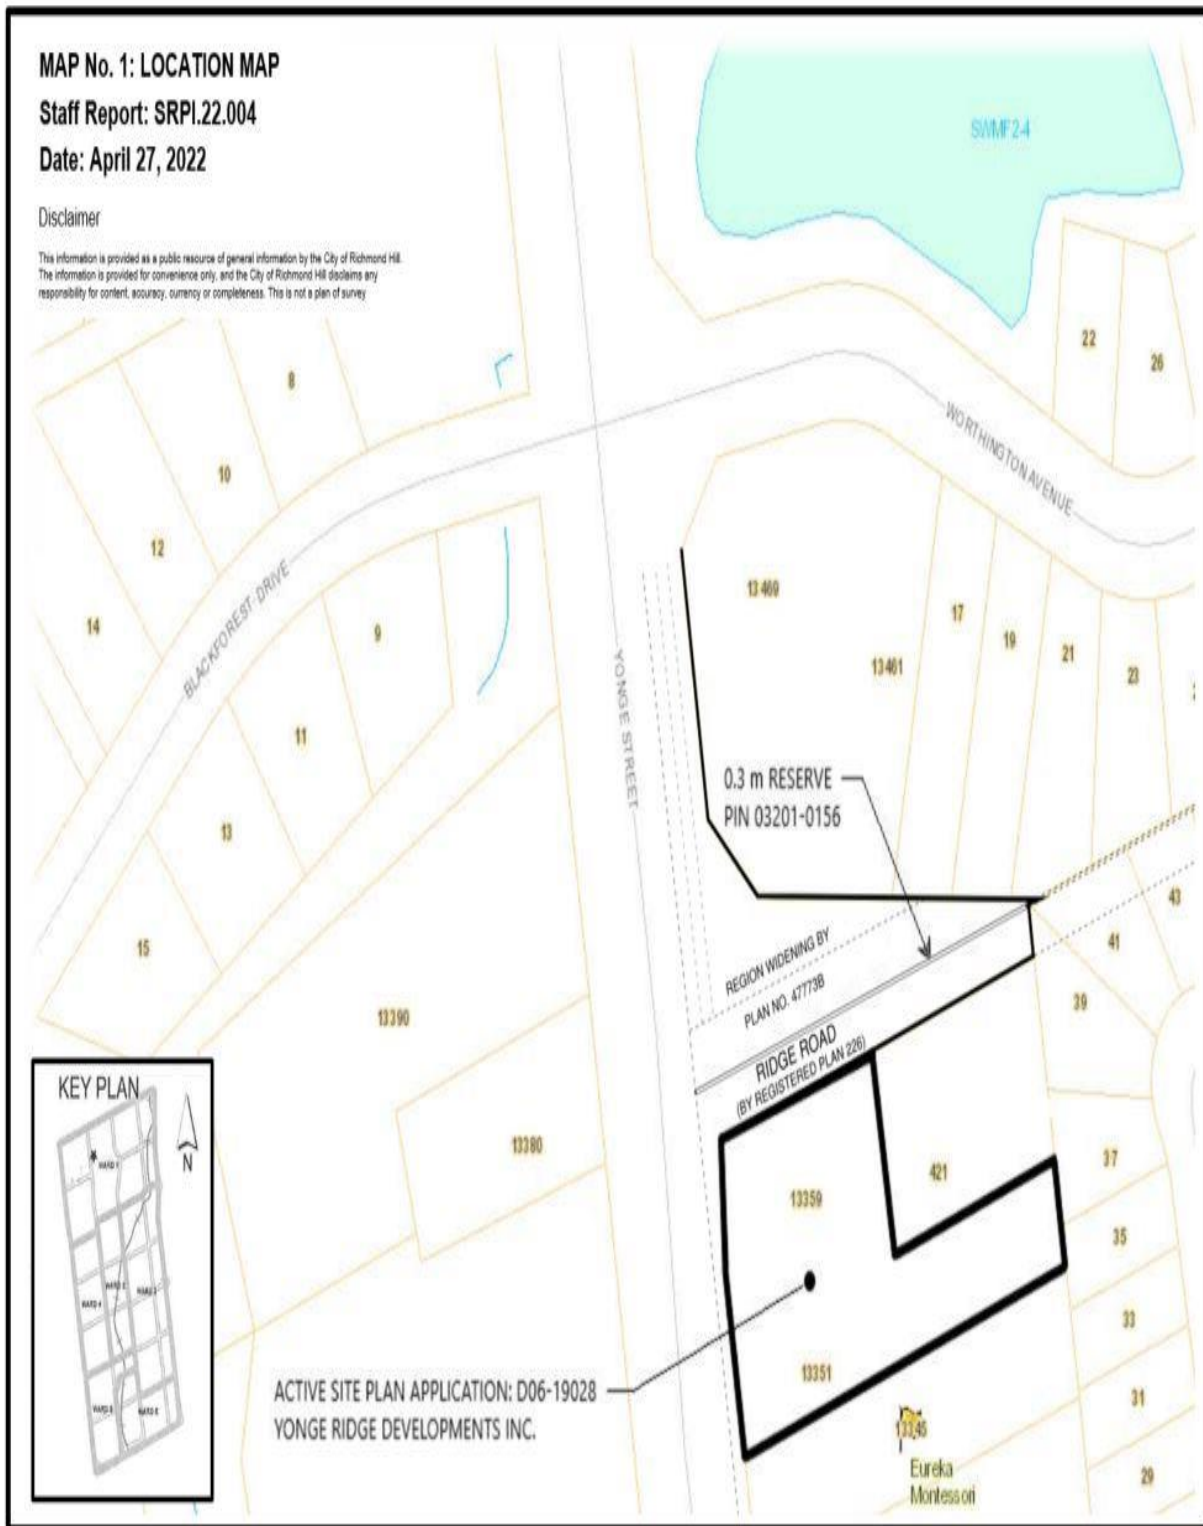 MAP No. 1: LOCATION MAP
Staff Report: SRPI.22.004
Date: April 27, 2022
Disclaimer
This information is provided as a public resource of general information by the City of Richmond Hill.
The information is provided for convenience only, and the City of Richmond Hill disclaims any
responsibility for content, accuracy, currency or completeness. This is not a plan of survey
SWMF2-4
22
26
8
10
12
14
WORTHINGTON AVENUE
BLACKFOREST DRIVE
9
11
13
15
YONGE STREET
13469
13461
17
19
21
23
0.3 m RESERVE
PIN 03201-0156
43
41
39
REGION WIDENING BY
PLAN NO. 47773B
RIDGE ROAD
(BY REGISTERED PLAN 226)
13390
13380
13359
421
37
35
33
31
29
13351
13345
Eureka
Montessori
ACTIVE SITE PLAN APPLICATION: D06-19028
YONGE RIDGE DEVELOPMENTS INC.
KEY PLAN
N
WARD 1
WARD 4